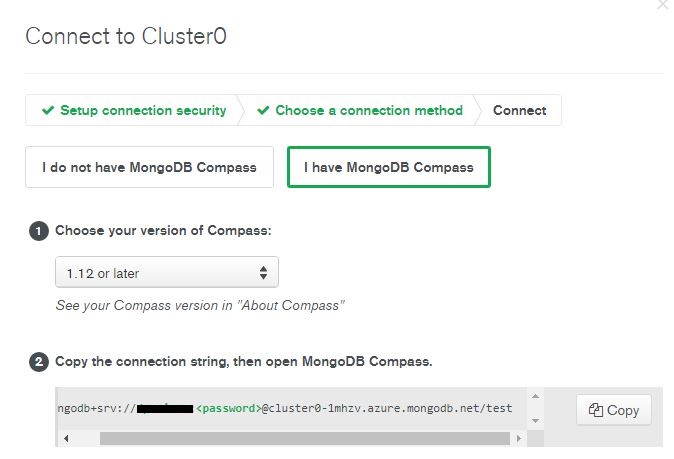 Connect to Cluster0
✔ Setup connection security ✔ Choose a connection method Connect
I do not have MongoDB Compass I have MongoDB Compass
1 Choose your version of Compass:
1.12 or later
See your Compass version in "About Compass"
2 Copy the connection string, then open MongoDB Compass.
ngodb+srv:// <password>@cluster0-1mhzv.azure.mongodb.net/test Copy